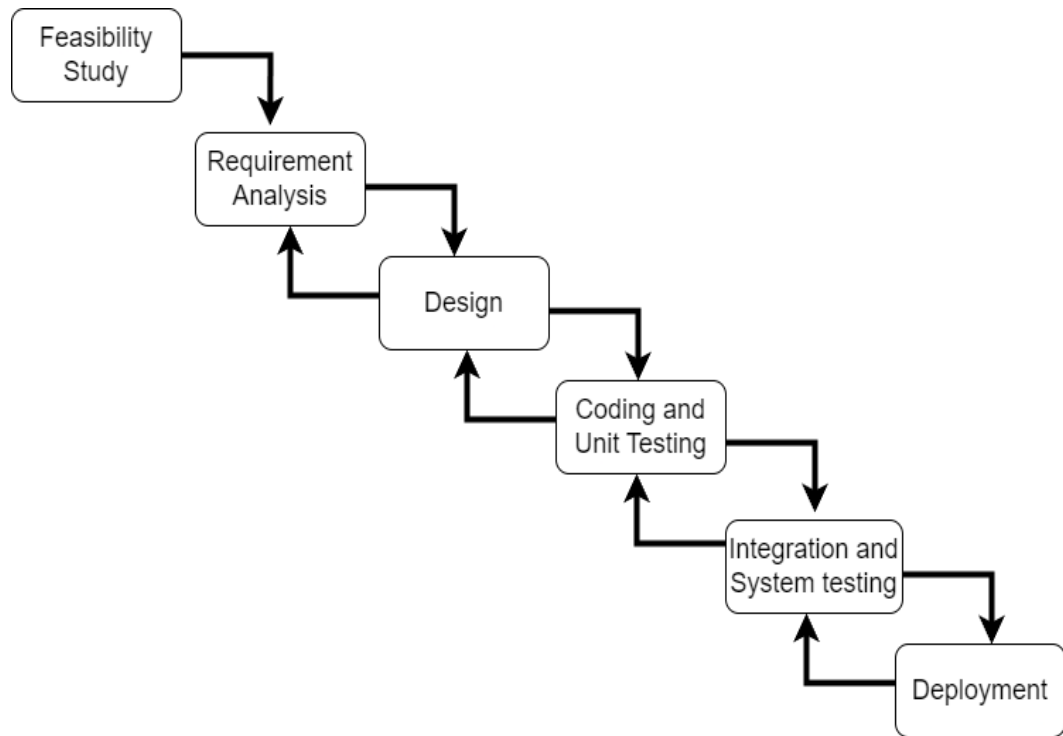 Feasibility
Study
Requirement
Analysis
Design
Coding and
Unit Testing
Integration and
System testing
Deployment